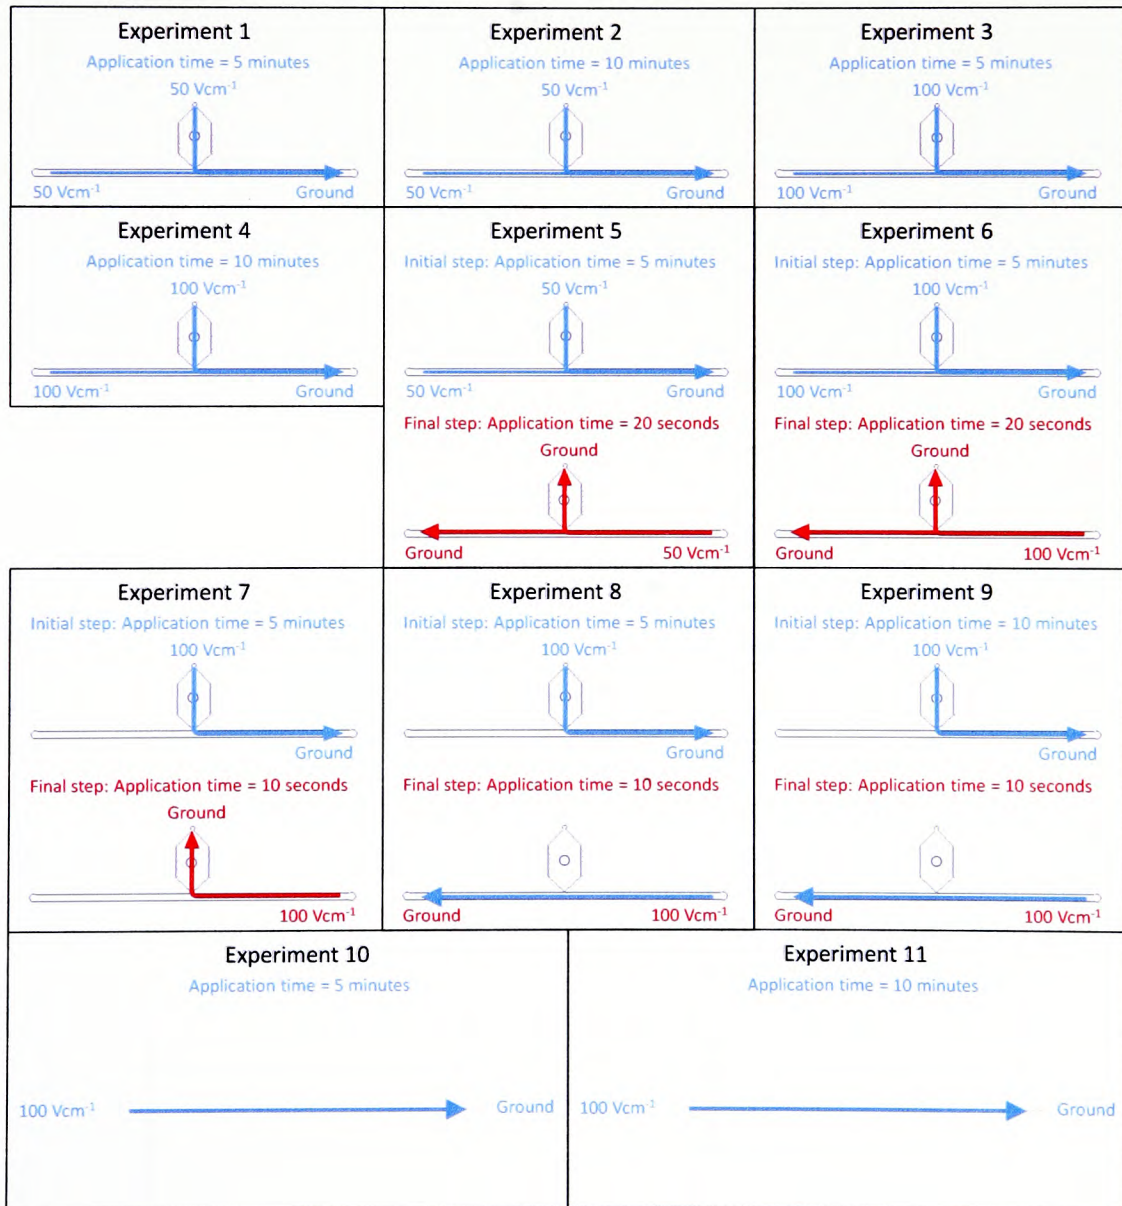 Experiment 1
Application time = 5 minutes
50 Vcm⁻¹
50 Vcm⁻¹ Ground
Experiment 2
Application time = 10 minutes
50 Vcm⁻¹
50 Vcm⁻¹ Ground
Experiment 3
Application time = 5 minutes
100 Vcm⁻¹
100 Vcm⁻¹ Ground
Experiment 4
Application time = 10 minutes
100 Vcm⁻¹
100 Vcm⁻¹ Ground
Experiment 5
Initial step: Application time = 5 minutes
50 Vcm⁻¹
50 Vcm⁻¹ Ground
Final step: Application time = 20 seconds
Ground
Ground 50 Vcm⁻¹
Experiment 6
Initial step: Application time = 5 minutes
100 Vcm⁻¹
100 Vcm⁻¹ Ground
Final step: Application time = 20 seconds
Ground
Ground 100 Vcm⁻¹
Experiment 7
Initial step: Application time = 5 minutes
100 Vcm⁻¹
Ground
Final step: Application time = 10 seconds
Ground
100 Vcm⁻¹
Experiment 8
Initial step: Application time = 5 minutes
100 Vcm⁻¹
Ground
Final step: Application time = 10 seconds
Ground 100 Vcm⁻¹
Experiment 9
Initial step: Application time = 10 minutes
100 Vcm⁻¹
Ground
Final step: Application time = 10 seconds
Ground 100 Vcm⁻¹
Experiment 10
Application time = 5 minutes
100 Vcm⁻¹ Ground
Experiment 11
Application time = 10 minutes
100 Vcm⁻¹ Ground